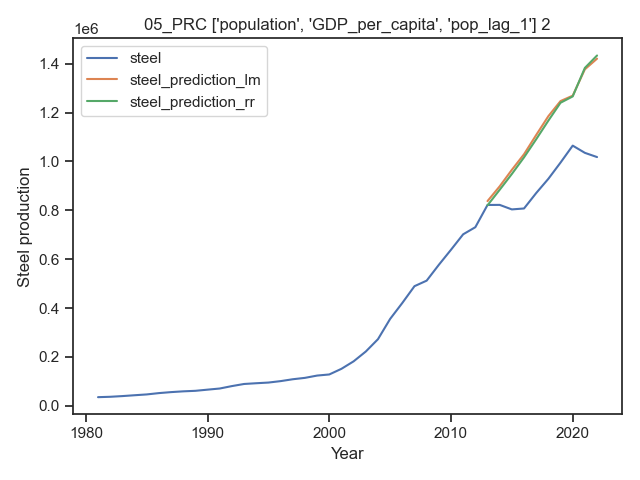 05_PRC ['population', 'GDP_per_capita', 'pop_lag_1'] 2
1e6
steel
steel_prediction_lm
steel_prediction_rr
1.4
1.2
1.0
0.8
0.6
0.4
0.2
0.0
Steel production
1980
1990
2000
2010
2020
Year